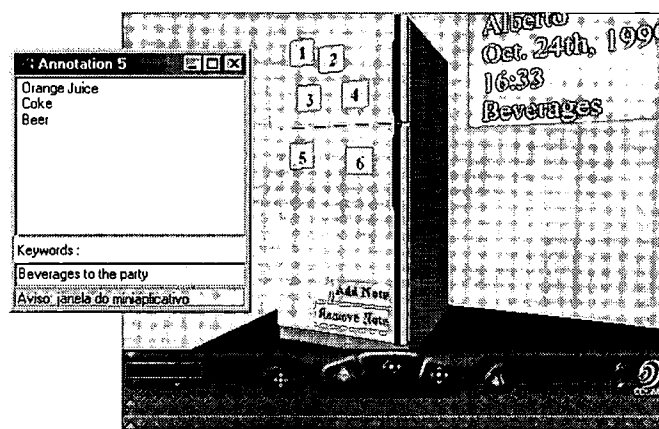 Annotation 5
Orange Juice
Coke
Beer
Keywords :
Beverages to the party
Aviso: janela do miniaplicativo
1
2
3
4
5
6
Add Note
Remove Note
Alberto
Oct. 24th, 199
16:33
Beverages